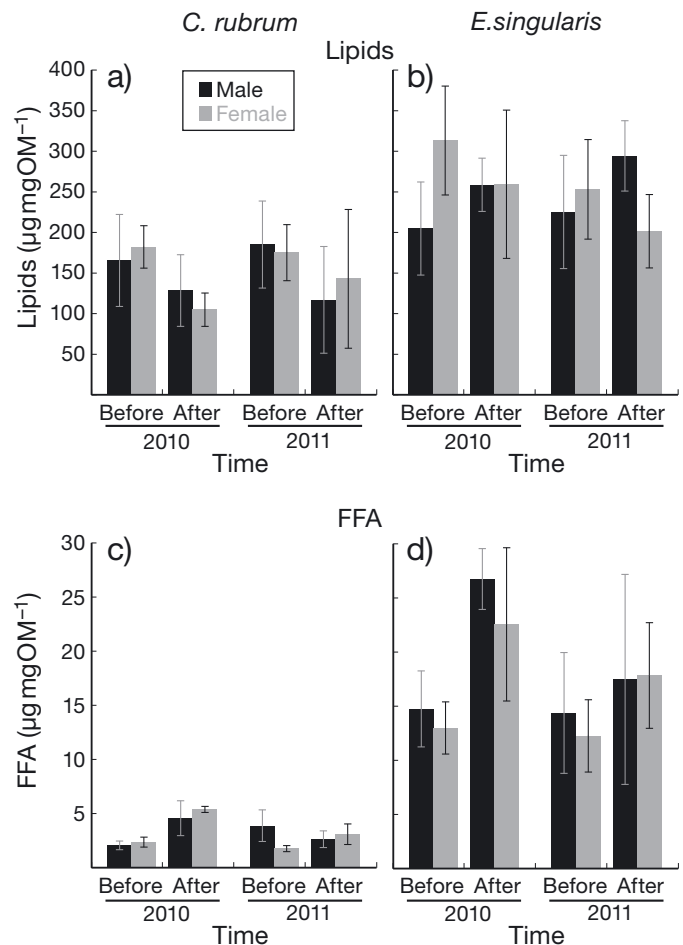 C. rubrum E.singularis
Lipids
a) b)
Male
Female
400
350
300
250
200
150
100
50
Lipids (µg mgOM⁻¹)
Before After Before After Before After Before After
2010 2011 2010 2011
Time Time
FFA
c) d)
30
25
20
15
10
5
FFA (µg mgOM⁻¹)
Before After Before After Before After Before After
2010 2011 2010 2011
Time Time